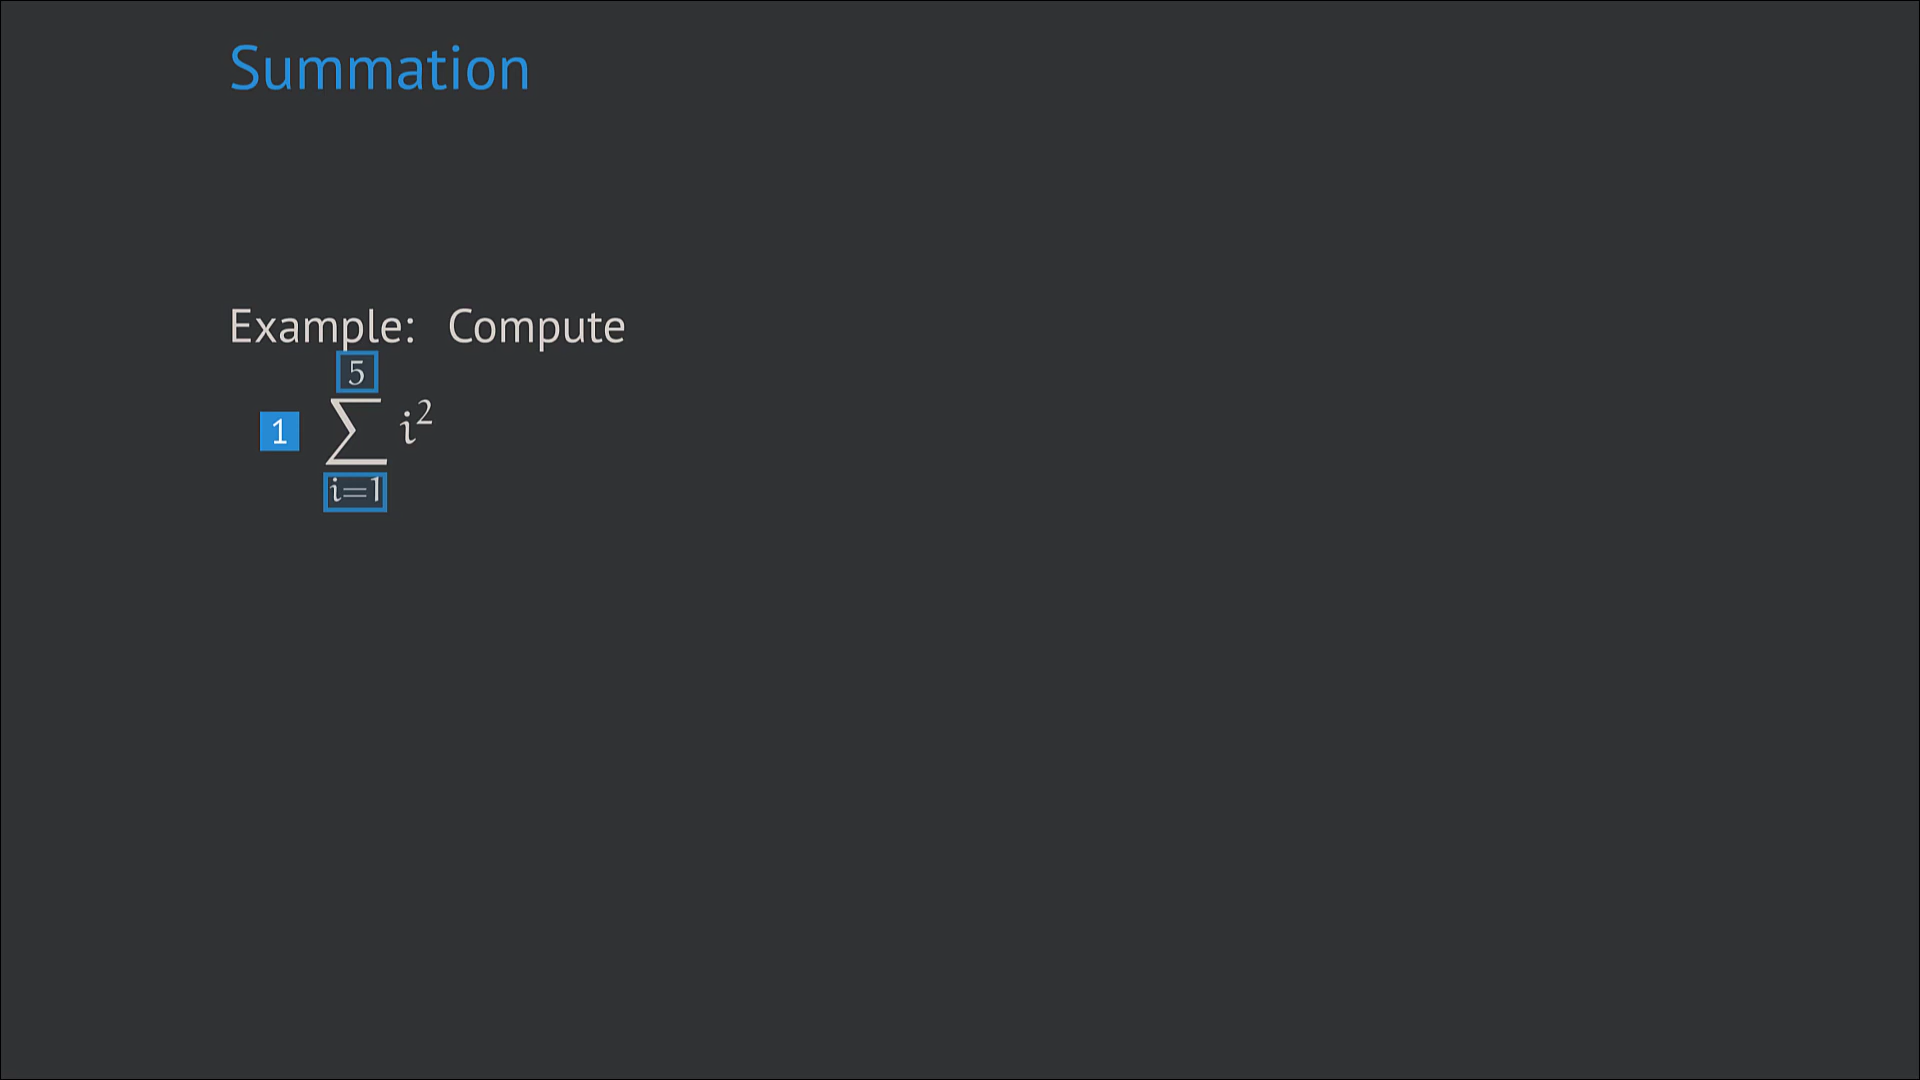 Summation
Example: Compute
5
1 ∑ i²
i=1